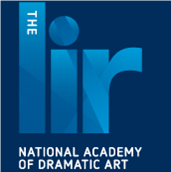 THE
lir
NATIONAL ACADEMY
OF DRAMATIC ART